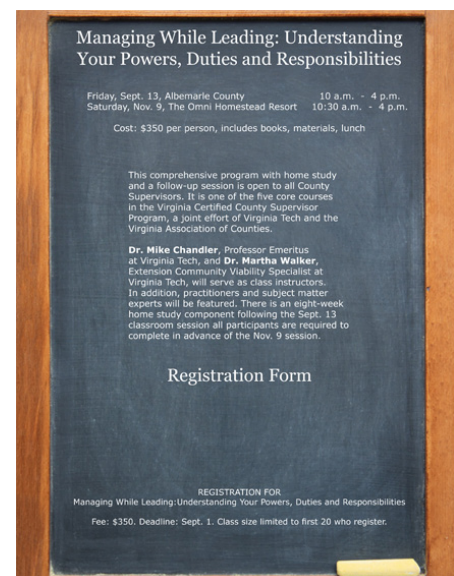 Managing While Leading: Understanding
Your Powers, Duties and Responsibilities
Friday, Sept. 13, Albemarle County 10 a.m. - 4 p.m.
Saturday, Nov. 9, The Omni Homestead Resort 10:30 a.m. - 4 p.m.
Cost: $350 per person, includes books, materials, lunch
This comprehensive program with home study
and a follow-up session is open to all County
Supervisors. It is one of the five core courses
in the Virginia Certified County Supervisor
Program, a joint effort of Virginia Tech and the
Virginia Association of Counties.
Dr. Mike Chandler, Professor Emeritus
at Virginia Tech, and Dr. Martha Walker,
Extension Community Viability Specialist at
Virginia Tech, will serve as class instructors.
In addition, practitioners and subject matter
experts will be featured. There is an eight-week
home study component following the Sept. 13
classroom session all participants are required to
complete in advance of the Nov. 9 session.
Registration Form
REGISTRATION FOR
Managing While Leading:Understanding Your Powers, Duties and Responsibilities
Fee: $350. Deadline: Sept. 1. Class size limited to first 20 who register.